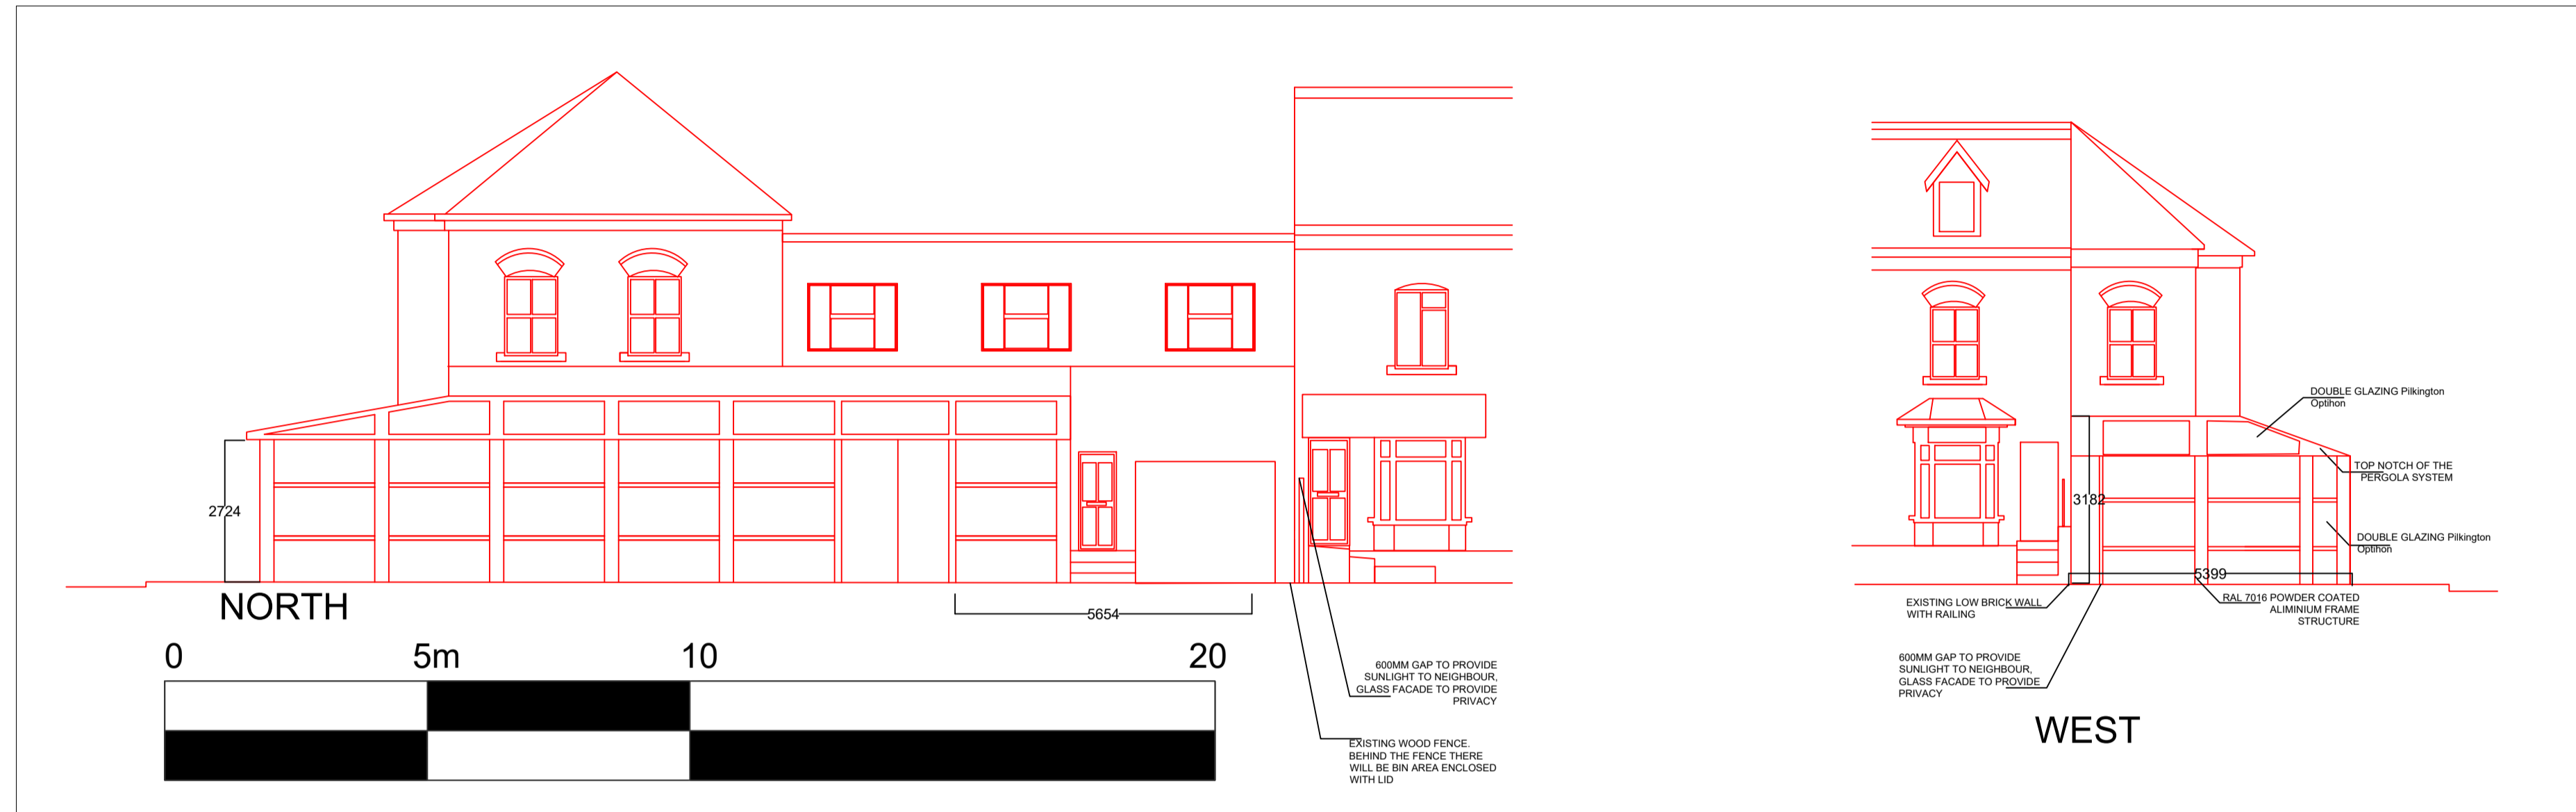 2724
NORTH
5654
0 5m 10 20
600MM GAP TO PROVIDE
SUNLIGHT TO NEIGHBOUR,
GLASS FACADE TO PROVIDE
PRIVACY
EXISTING WOOD FENCE.
BEHIND THE FENCE THERE
WILL BE BIN AREA ENCLOSED
WITH LID
DOUBLE GLAZING Pilkington
Optihon
TOP NOTCH OF THE
PERGOLA SYSTEM
3182
DOUBLE GLAZING Pilkington
Optihon
5399
EXISTING LOW BRICK WALL
WITH RAILING
RAL 7016 POWDER COATED
ALIMINIUM FRAME
STRUCTURE
600MM GAP TO PROVIDE
SUNLIGHT TO NEIGHBOUR,
GLASS FACADE TO PROVIDE
PRIVACY
WEST